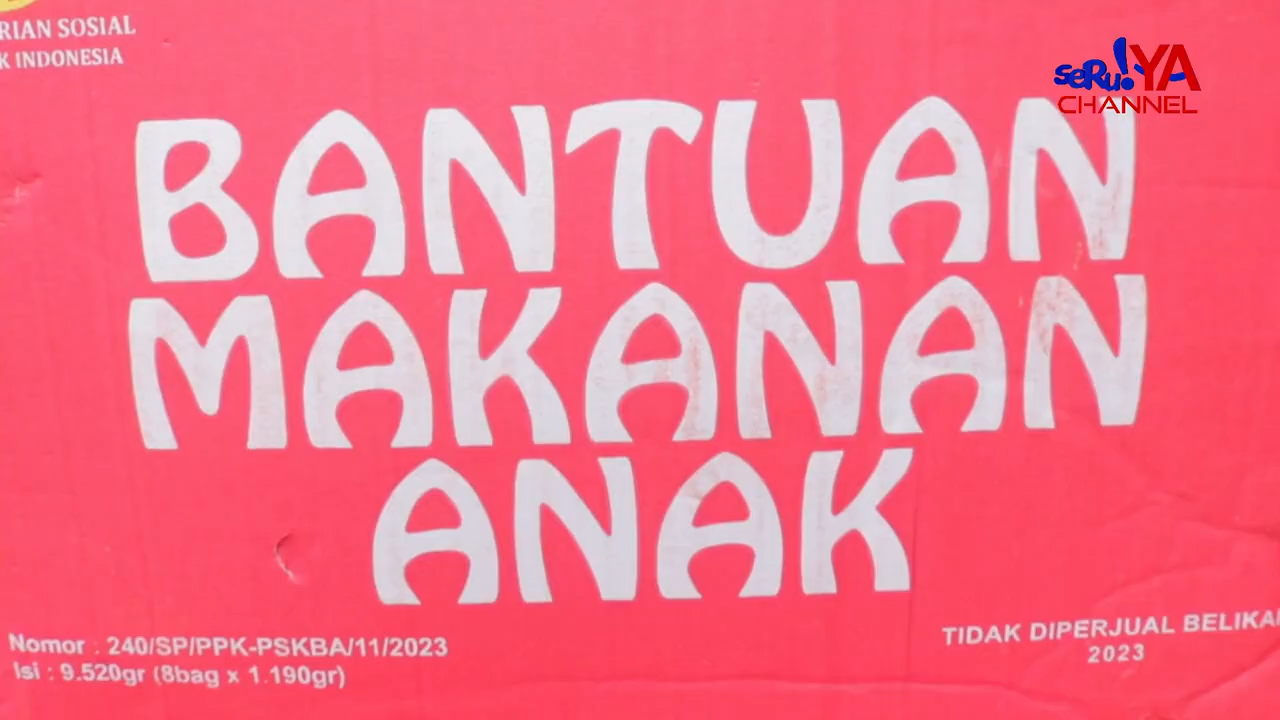 RIAN SOSIAL
K INDONESIA
seRu!YA
CHANNEL
BANTUAN
MAKANAN
ANAK
Nomor : 240/SP/PPK-PSKBA/11/2023
Isi : 9.520gr (8bag x 1.190gr)
TIDAK DIPERJUAL BELIKA
2023